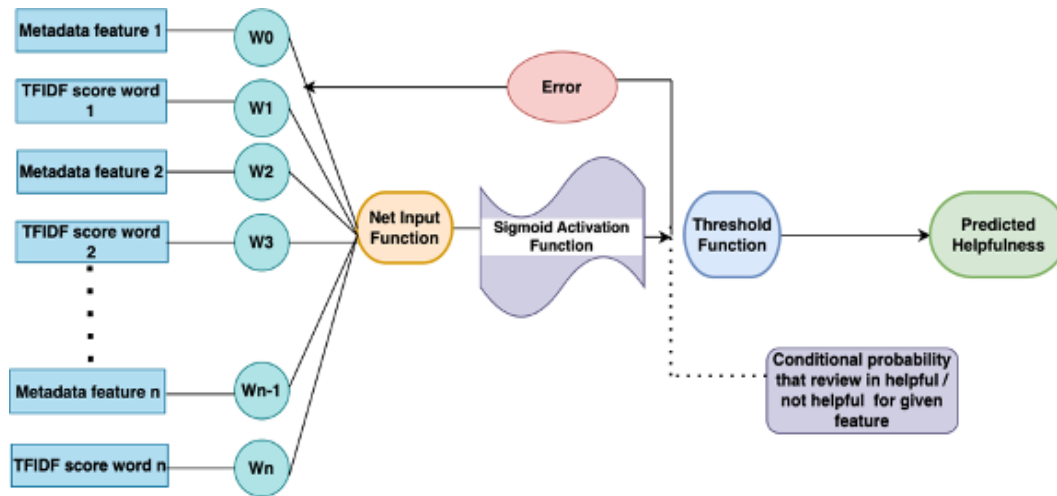 Metadata feature 1
W0
TFIDF score word
1
W1
Metadata feature 2
W2
TFIDF score word
2
W3
Metadata feature n
Wn-1
TFIDF score word n
Wn
Error
Net Input
Function
Sigmoid Activation
Function
Threshold
Function
Predicted
Helpfulness
Conditional probability
that review in helpful /
not helpful for given
feature